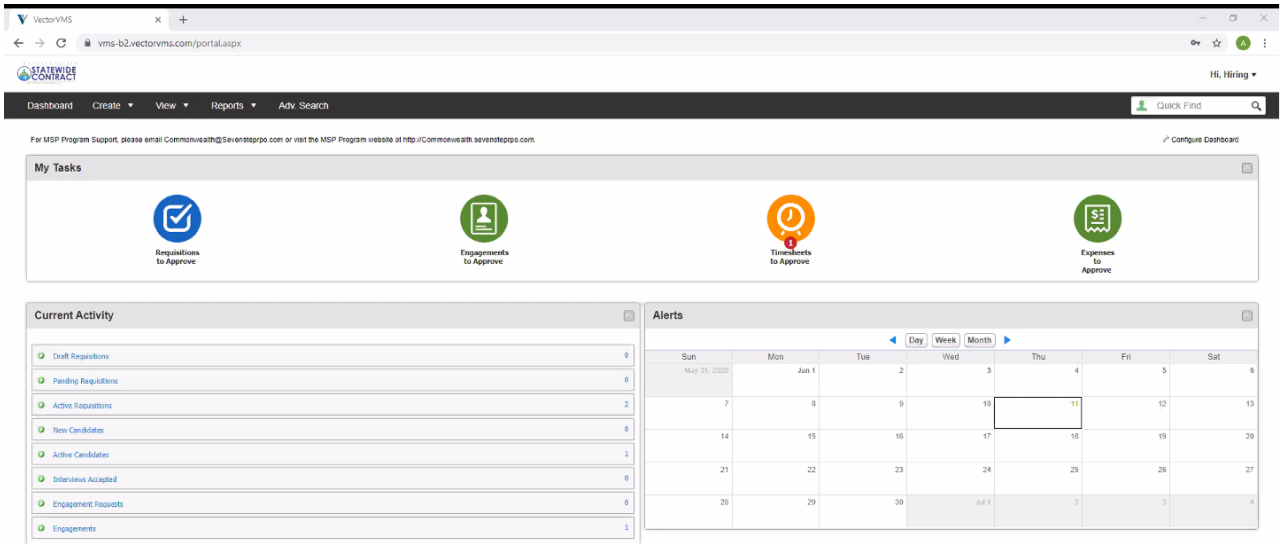 VectorVMS
vms-b2.vectorvms.com/portal.aspx
A
STATEWIDE
CONTRACT
Hi, Hiring
Dashboard Create View Reports Adv. Search Quick Find
For MSP Program Support, please email Commonwealth@Sevensteprpo.com or visit the MSP Program website at http://Commonwealth.sevensteprpo.com.
Configure Dashboard
My Tasks
Requisitions
to Approve
Engagements
to Approve
1
Timesheets
to Approve
Expenses
to
Approve
Current Activity
Draft Requisitions 0
Pending Requisitions 0
Active Requisitions 2
New Candidates 0
Active Candidates 1
Interviews Accepted 0
Engagement Requests 0
Engagements 1
Alerts
Day Week Month
Sun Mon Tue Wed Thu Fri Sat
May 31, 2020 Jun 1 2 3 4 5 6
7 8 9 10 11 12 13
14 15 16 17 18 19 20
21 22 23 24 25 26 27
28 29 30 Jul 1 2 3 4